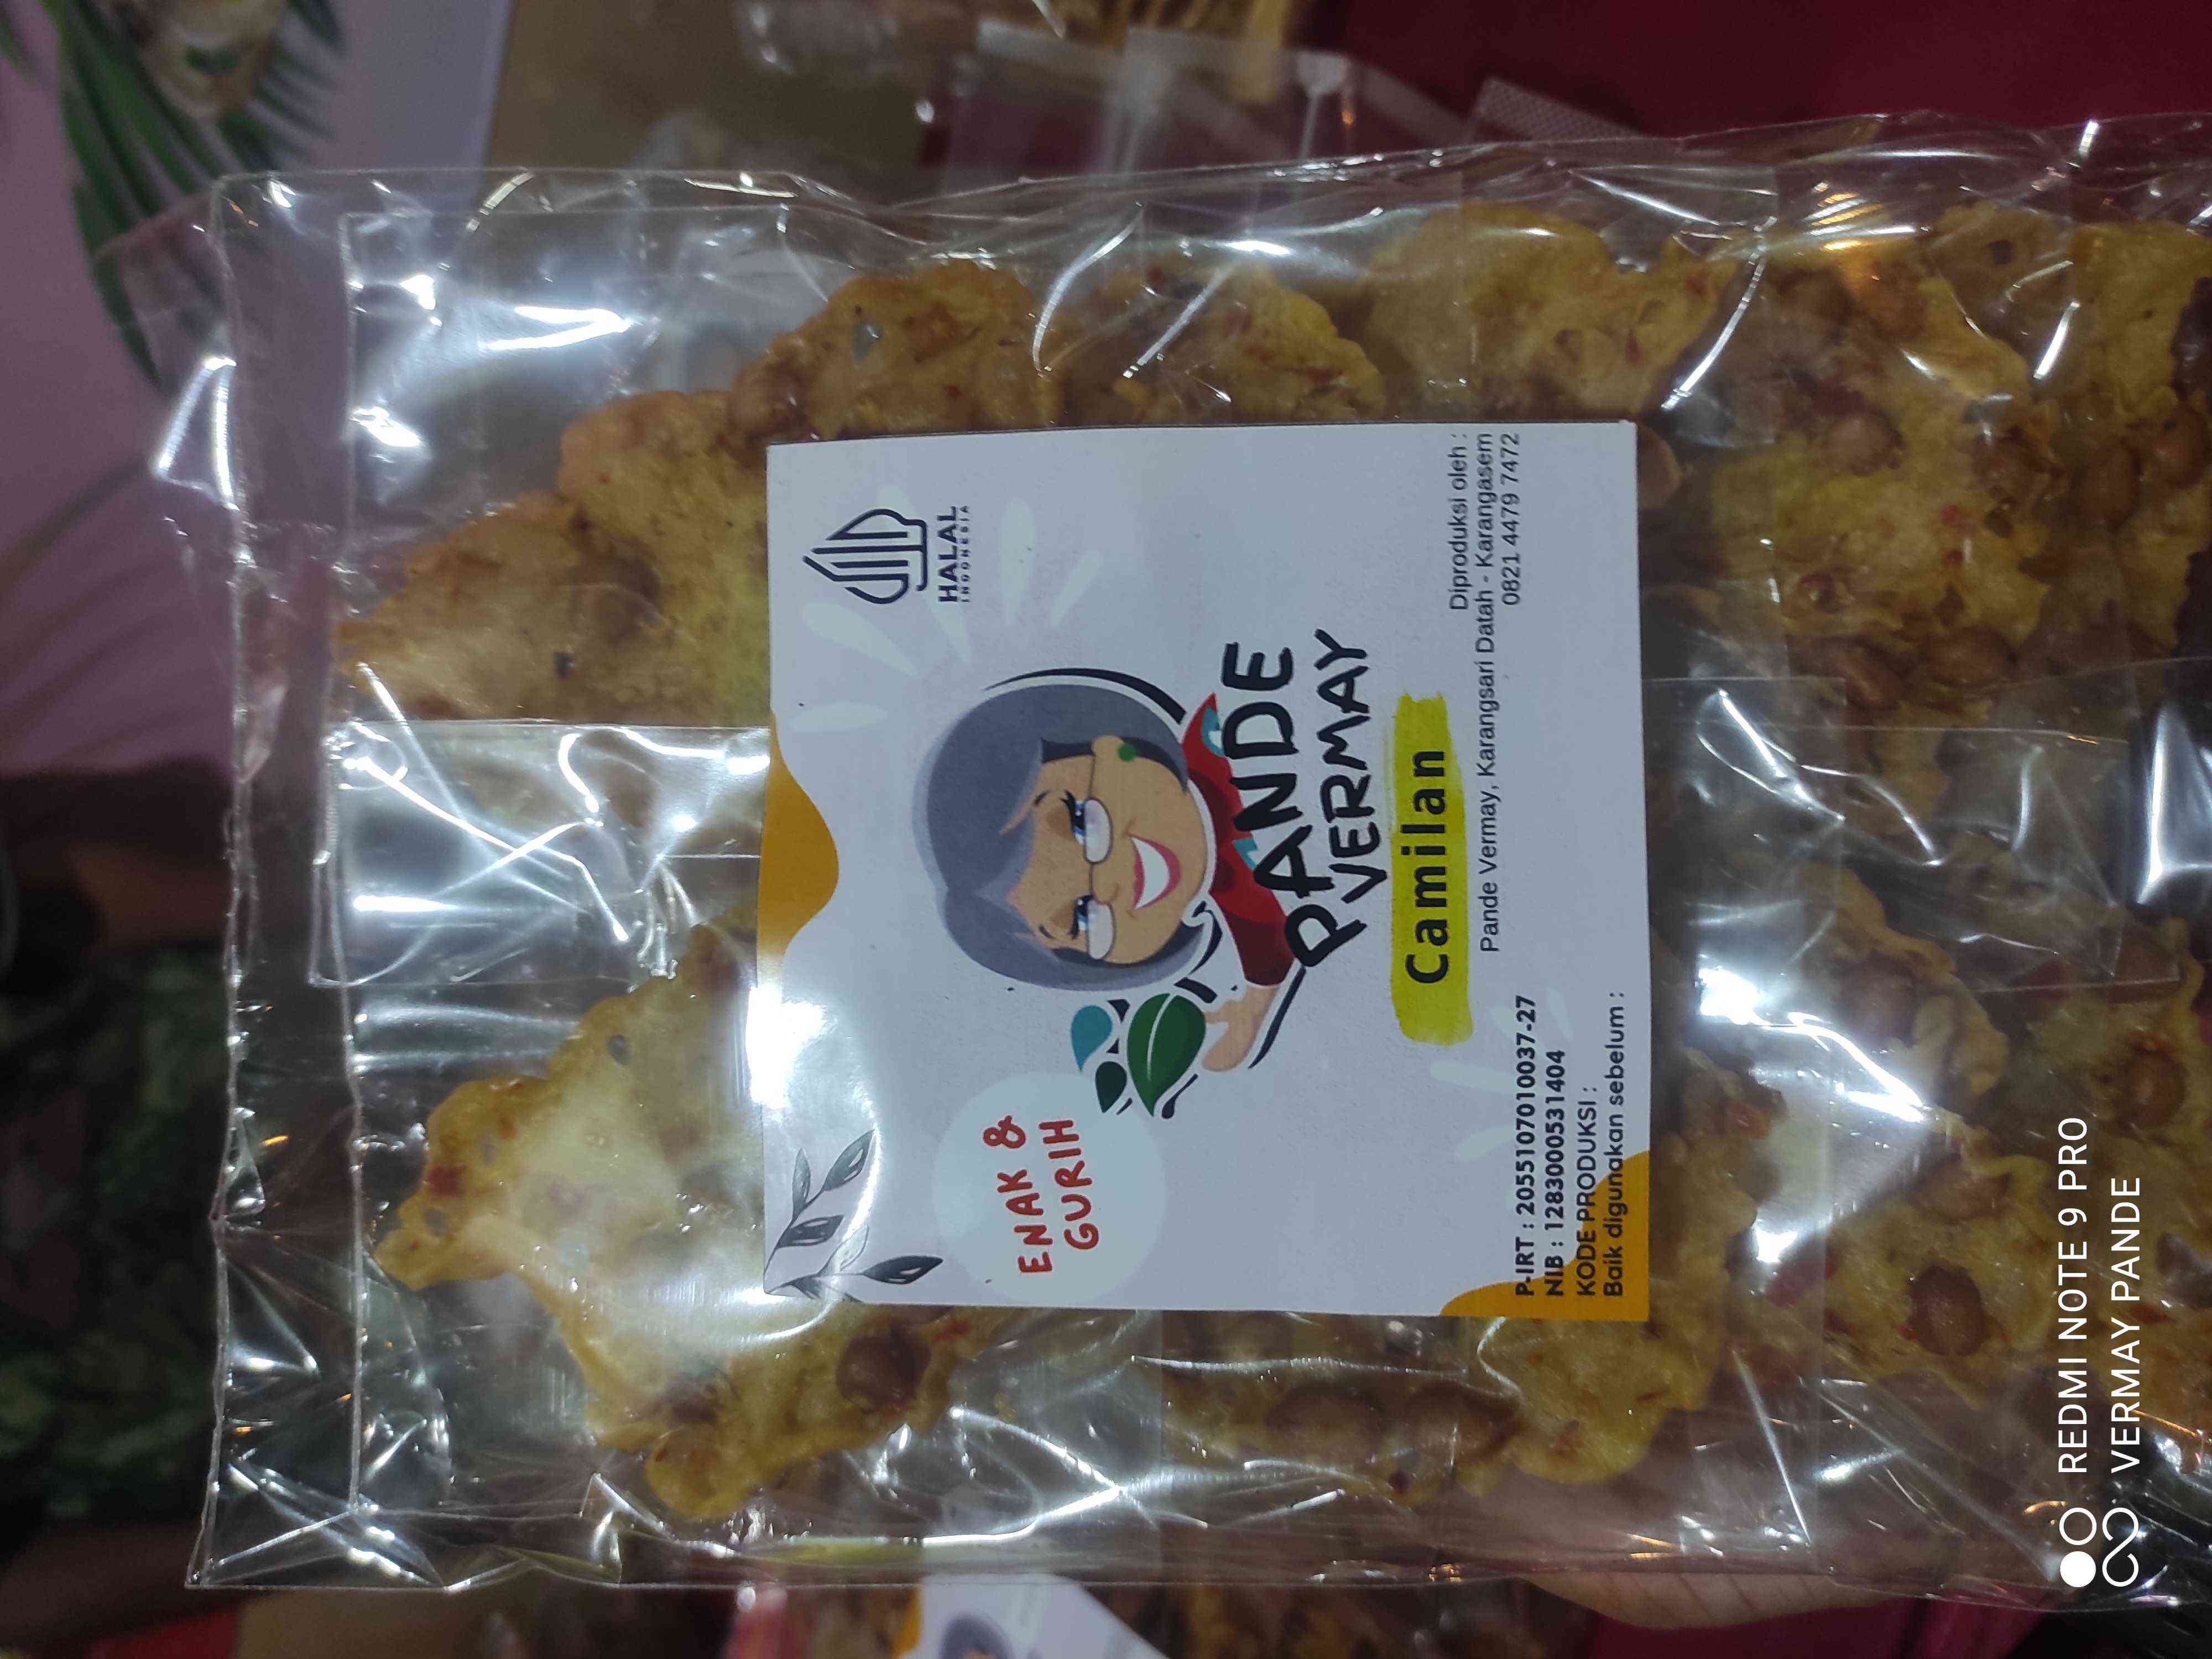 HALAL
INDONESIA
ENAK &
GURIH
PANDE
VERMAY
Camilan
Diproduksi oleh :
Pande Vermay, Karangsari Datah - Karangasem
0821 4479 7472
P-IRT : 2055107010037-27
NIB : 1283000531404
KODE PRODUKSI :
Baik digunakan sebelum :
REDMI NOTE 9 PRO
VERMAY PANDE